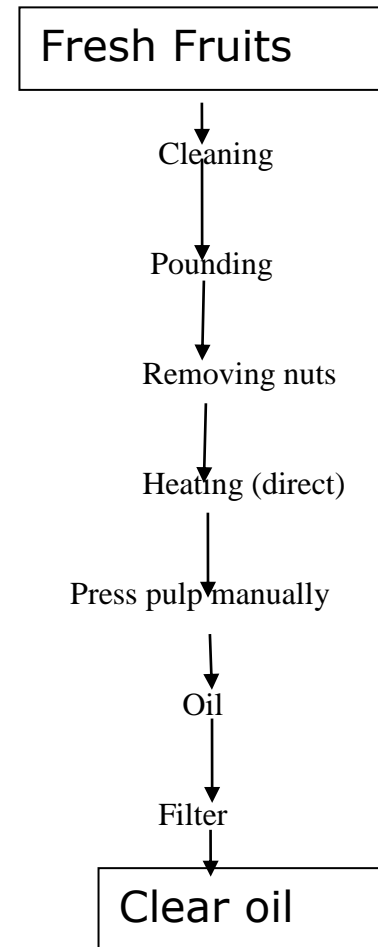 Fresh Fruits
Cleaning
Pounding
Removing nuts
Heating (direct)
Press pulp manually
Oil
Filter
Clear oil